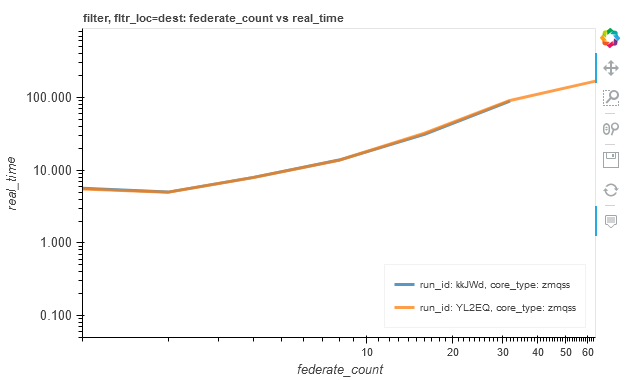 filter, fltr_loc=dest: federate_count vs real_time
100.000
10.000
1.000
0.100
real_time
run_id: kkJWd, core_type: zmqss
run_id: YL2EQ, core_type: zmqss
10
20
30
40
50
60
federate_count